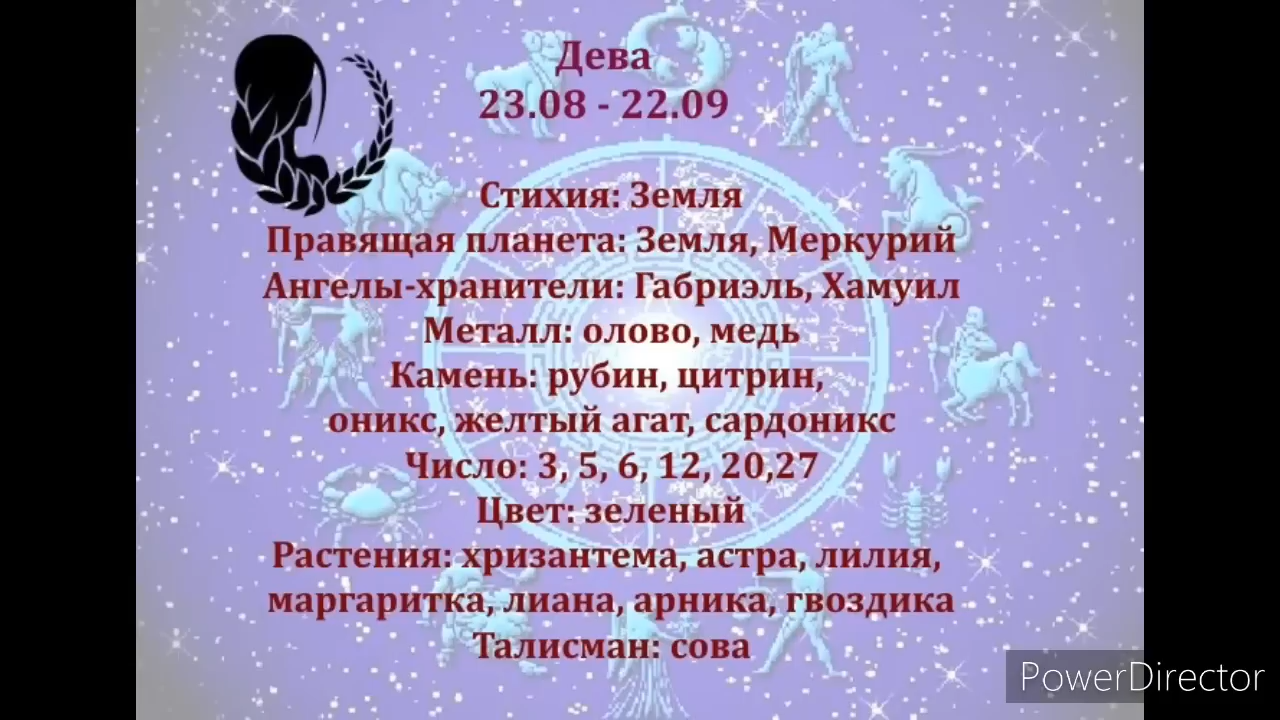 Дева
23.08 - 22.09
Стихия: Земля
Правящая планета: Земля, Меркурий
Ангелы-хранители: Габриэль, Хамуил
Металл: олово, медь
Камень: рубин, цитрин,
оникс, желтый агат, сардоникс
Число: 3, 5, 6, 12, 20,27
Цвет: зеленый
Растения: хризантема, астра, лилия,
маргаритка, лиана, арника, гвоздика
Талисман: сова
PowerDirector